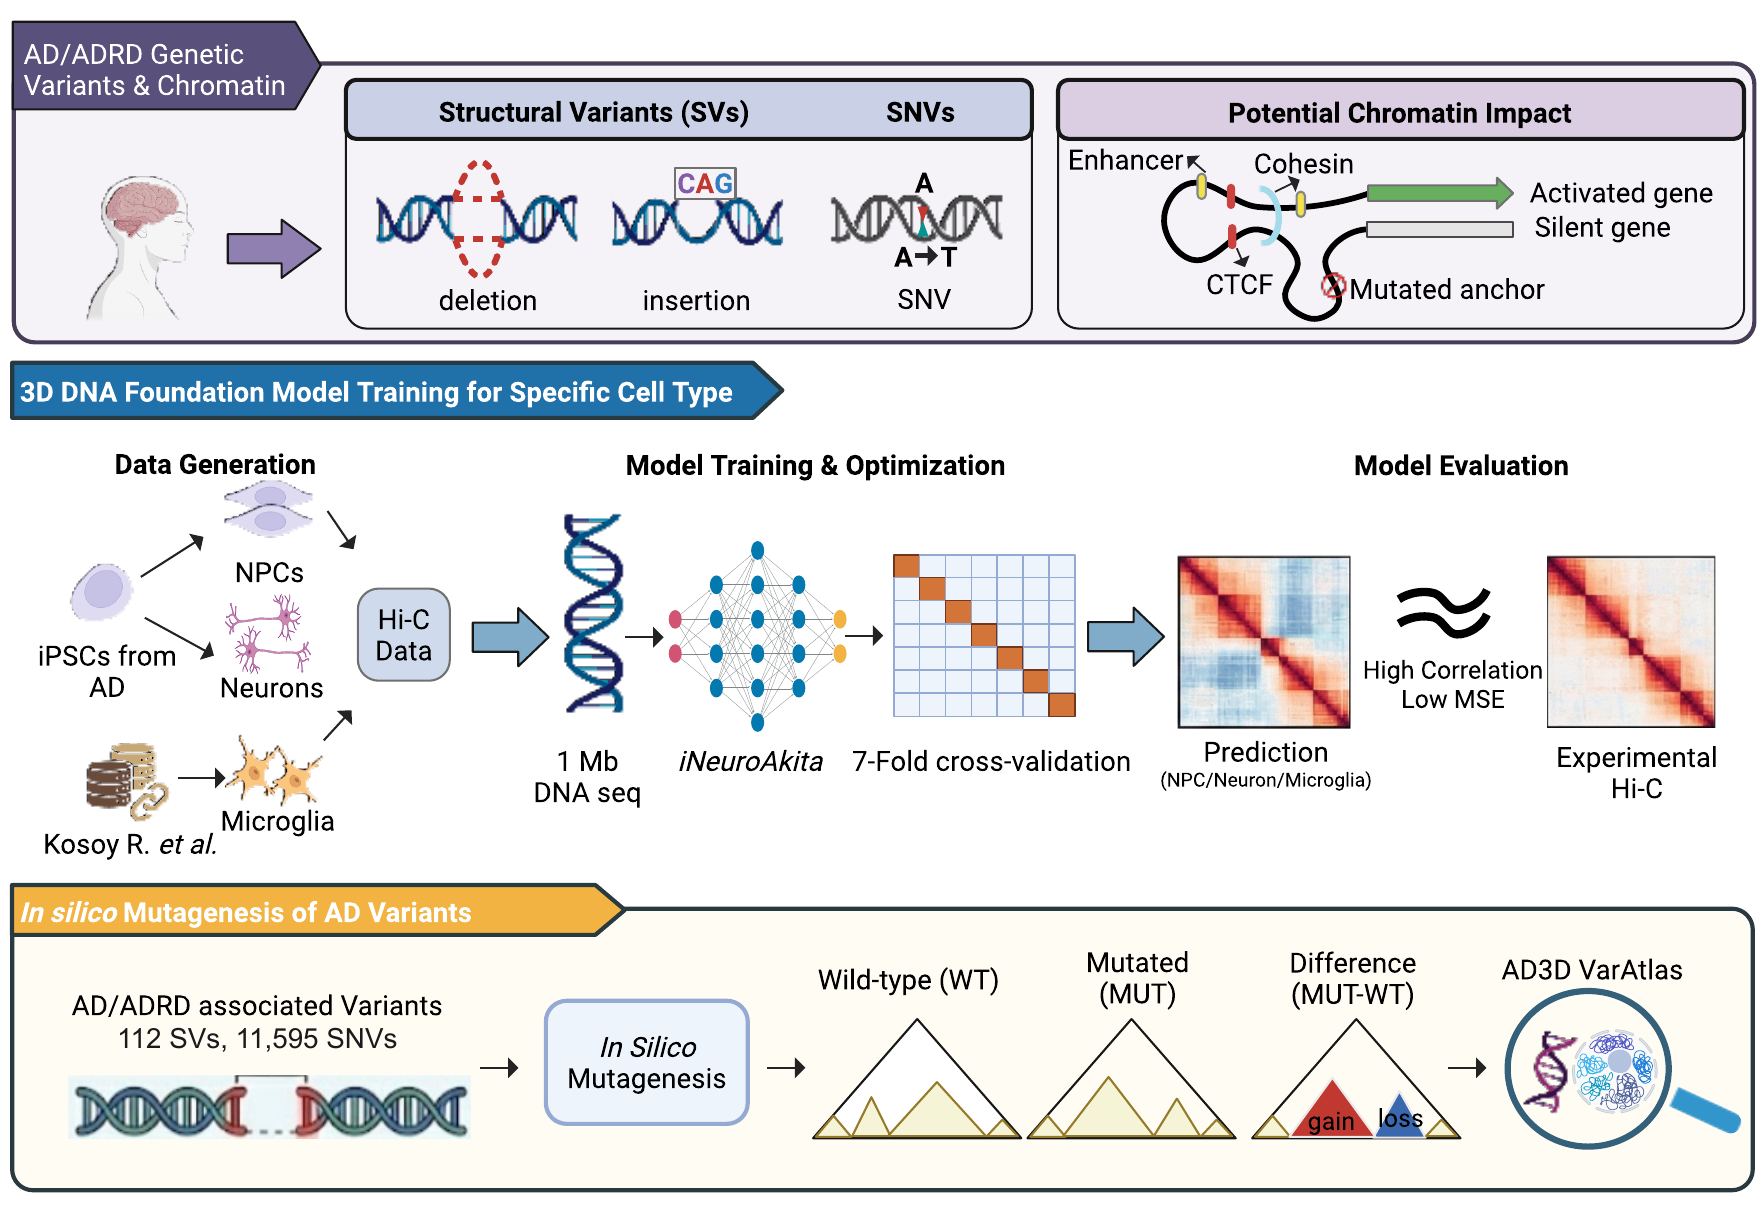 AD/ADRD Genetic
Variants & Chromatin
Structural Variants (SVs)
SNVs
Potential Chromatin Impact
CAG
A
A→T
deletion
insertion
SNV
Enhancer
Cohesin
Activated gene
Silent gene
CTCF
Mutated anchor
3D DNA Foundation Model Training for Specific Cell Type
Data Generation
Model Training & Optimization
Model Evaluation
NPCs
iPSCs from
AD
Neurons
Hi-C
Data
Microglia
Kosoy R. et al.
1 Mb
DNA seq
iNeuroAkita
7-Fold cross-validation
Prediction
(NPC/Neuron/Microglia)
High Correlation
Low MSE
Experimental
Hi-C
In silico Mutagenesis of AD Variants
AD/ADRD associated Variants
112 SVs, 11,595 SNVs
In Silico
Mutagenesis
Wild-type (WT)
Mutated
(MUT)
Difference
(MUT-WT)
gain
loss
AD3D VarAtlas